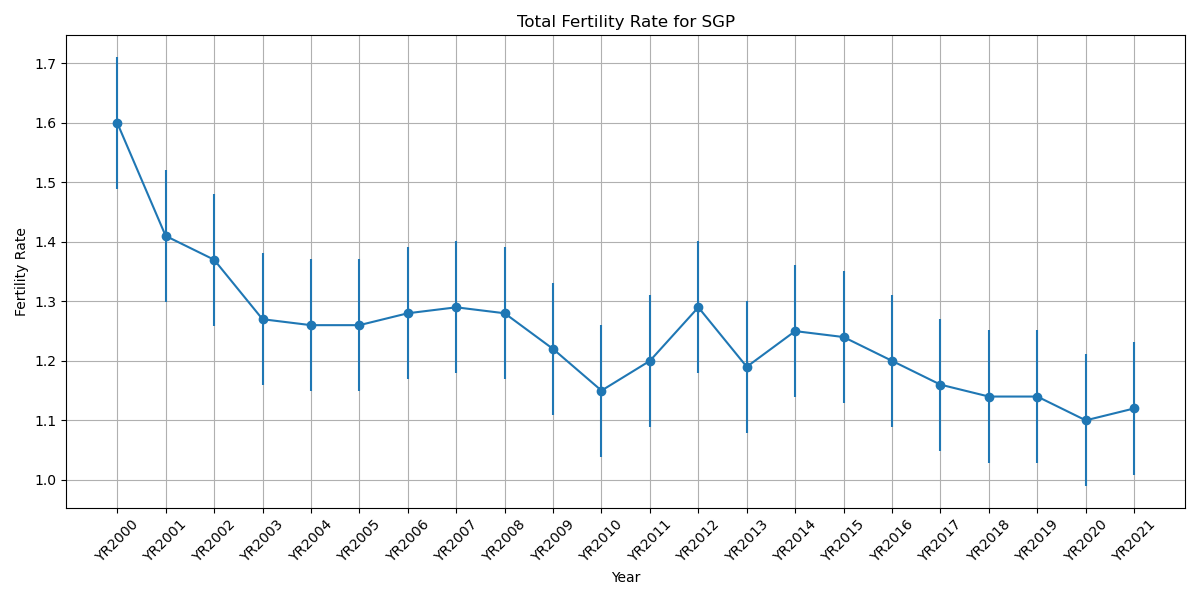 Total Fertility Rate for SGP
Fertility Rate
1.7
1.6
1.5
1.4
1.3
1.2
1.1
1.0
YR2000
YR2001
YR2002
YR2003
YR2004
YR2005
YR2006
YR2007
YR2008
YR2009
YR2010
YR2011
YR2012
YR2013
YR2014
YR2015
YR2016
YR2017
YR2018
YR2019
YR2020
YR2021
Year